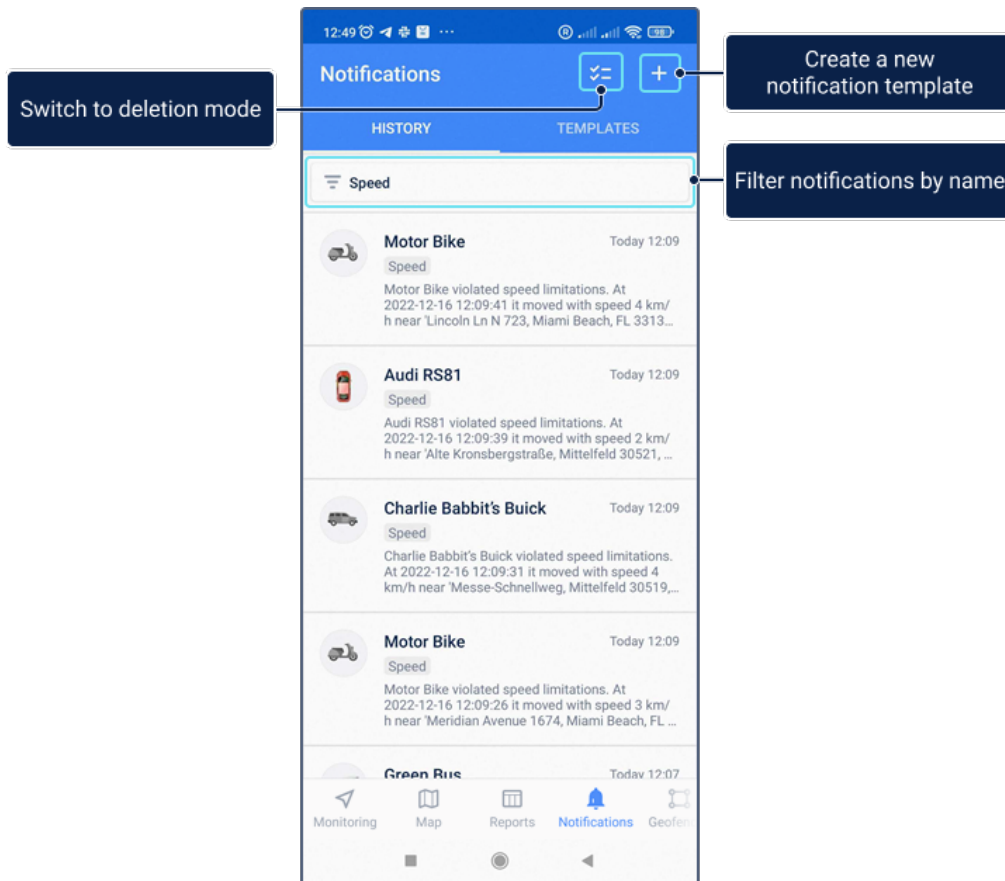 12:49
98
Notifications
Create a new
notification template
Switch to deletion mode
HISTORY
TEMPLATES
Speed
Filter notifications by name
Motor Bike
Today 12:09
Speed
Motor Bike violated speed limitations. At
2022-12-16 12:09:41 it moved with speed 4 km/
h near 'Lincoln Ln N 723, Miami Beach, FL 3313...
Audi RS81
Today 12:09
Speed
Audi RS81 violated speed limitations. At
2022-12-16 12:09:39 it moved with speed 2 km/
h near 'Alte Kronsbergstraße, Mittelfeld 30521, ...
Charlie Babbit's Buick
Today 12:09
Speed
Charlie Babbit's Buick violated speed limitations.
At 2022-12-16 12:09:31 it moved with speed 4
km/h near 'Messe-Schnellweg, Mittelfeld 30519,...
Motor Bike
Today 12:09
Speed
Motor Bike violated speed limitations. At
2022-12-16 12:09:26 it moved with speed 3 km/
h near 'Meridian Avenue 1674, Miami Beach, FL ...
Green Bus
Today 12:07
Monitoring
Map
Reports
Notifications
Geofen